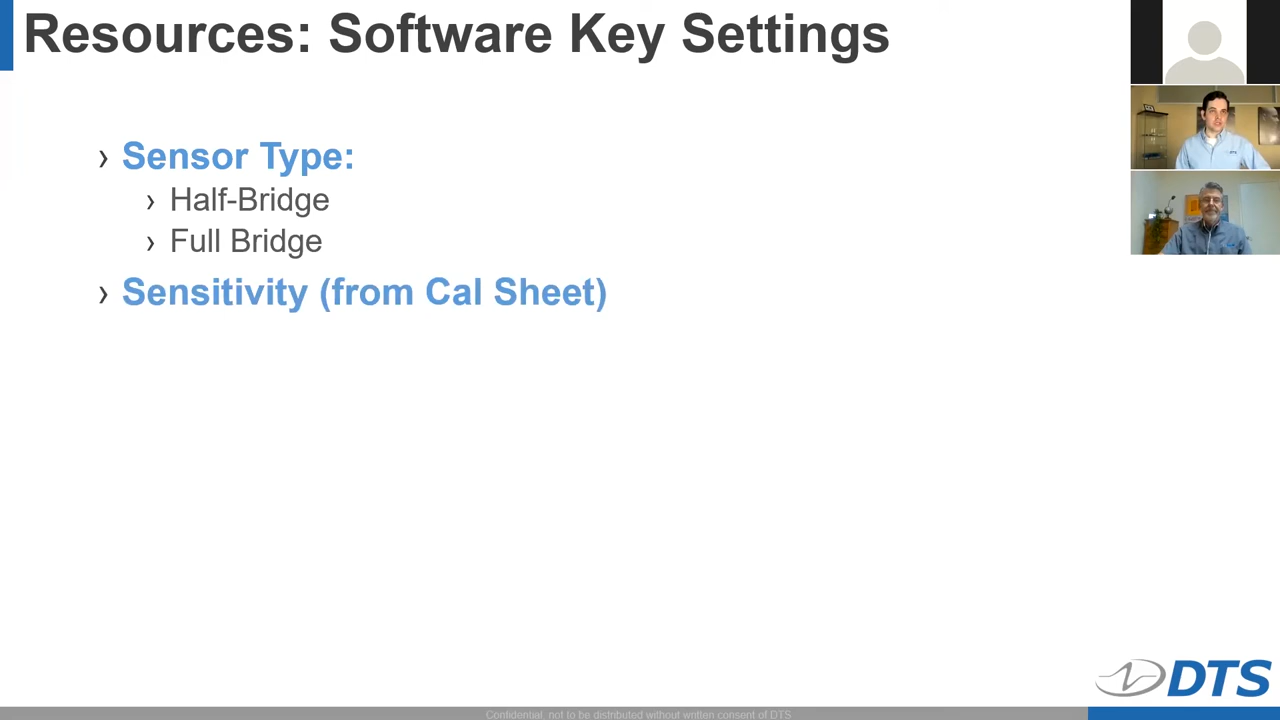 Resources: Software Key Settings
› Sensor Type:
› Half-Bridge
› Full Bridge
› Sensitivity (from Cal Sheet)
DTS
Confidential, not to be distributed without written consent of DTS